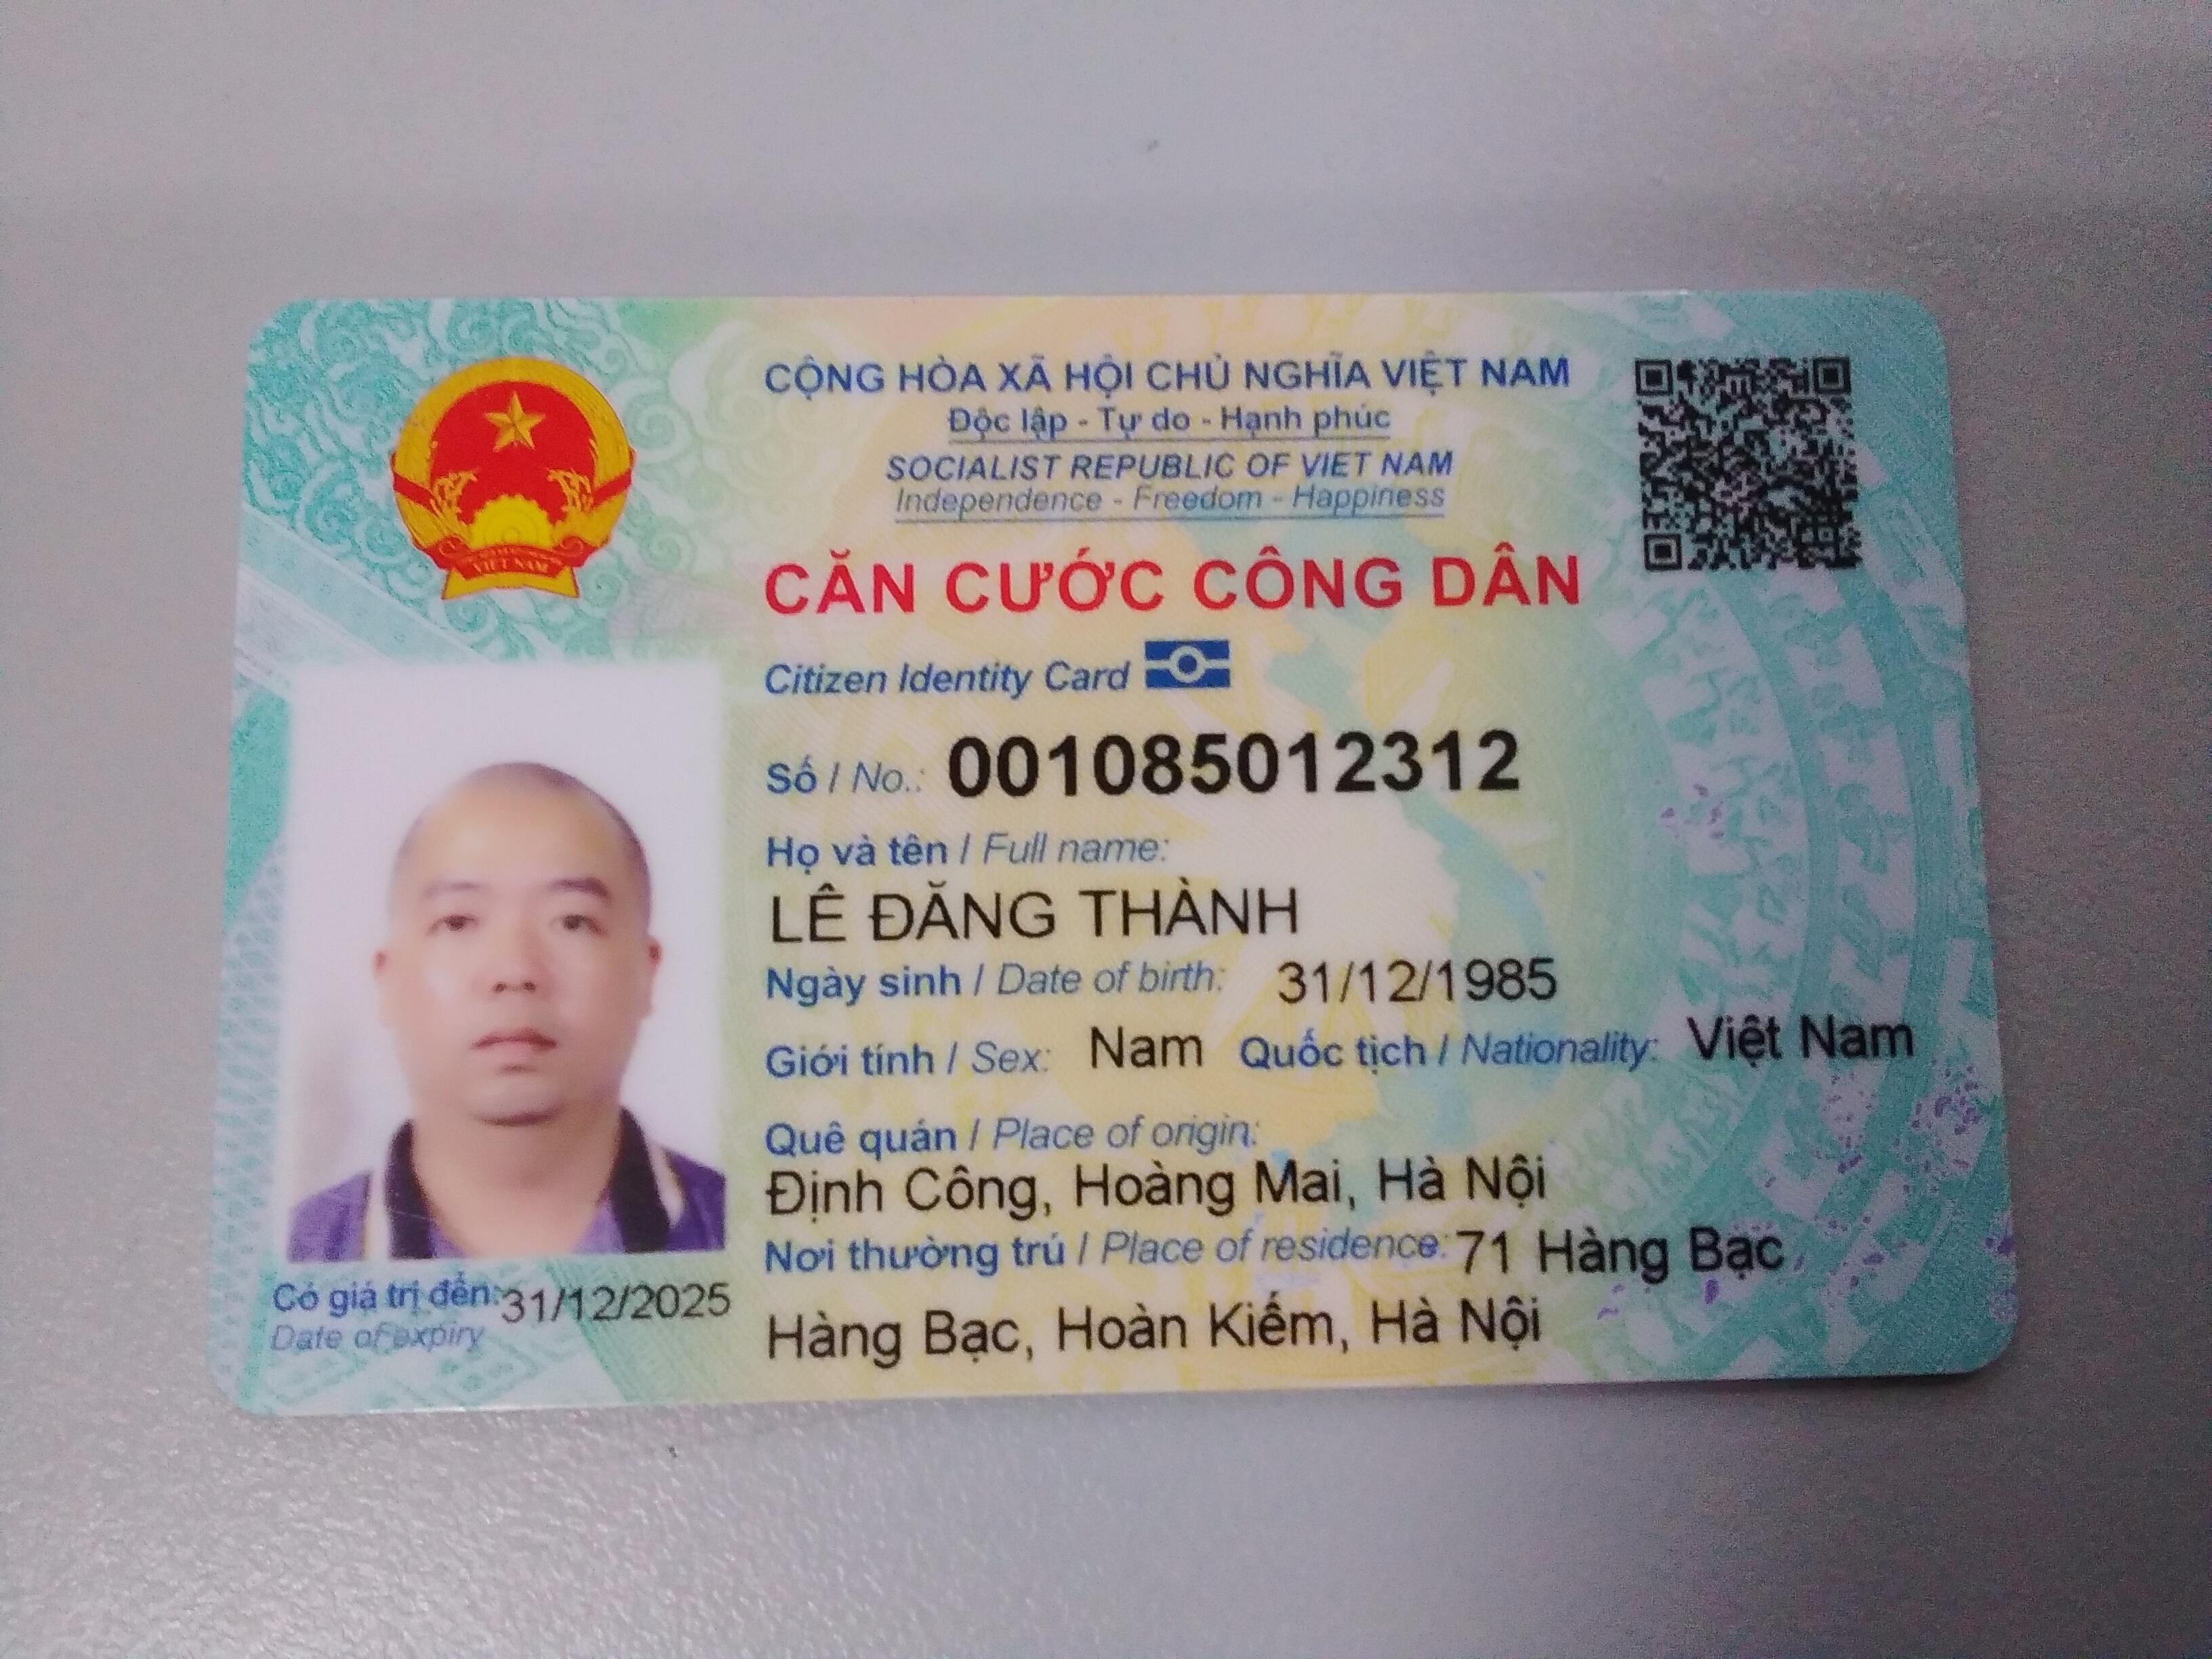 CỘNG HÒA XÃ HỘI CHỦ NGHĨA VIỆT NAM
Độc lập - Tự do - Hạnh phúc
SOCIALIST REPUBLIC OF VIET NAM
Independence - Freedom - Happiness
CĂN CƯỚC CÔNG DÂN
Citizen Identity Card
VIỆT NAM
Số / No.: 001085012312
Họ và tên / Full name:
LÊ ĐĂNG THÀNH
Ngày sinh / Date of birth: 31/12/1985
Giới tính / Sex: Nam Quốc tịch / Nationality: Việt Nam
Quê quán / Place of origin:
Định Công, Hoàng Mai, Hà Nội
Nơi thường trú / Place of residence: 71 Hàng Bạc
Hàng Bạc, Hoàn Kiếm, Hà Nội
Có giá trị đến: 31/12/2025
Date of expiry